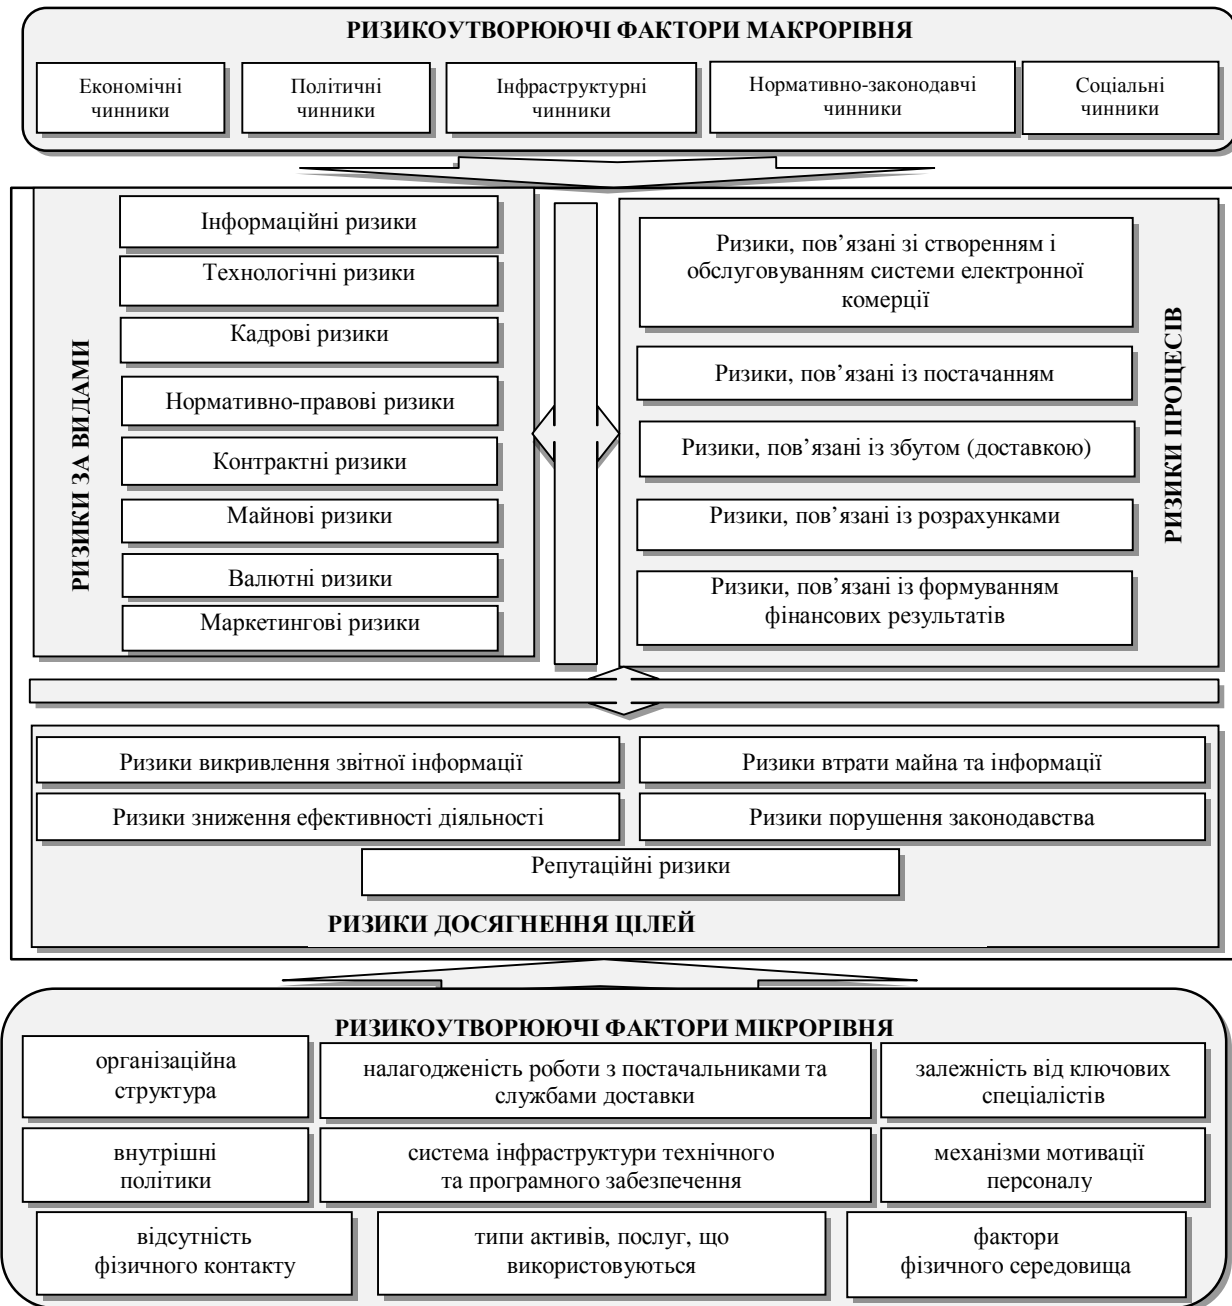 РИЗИКОУТВОРЮЮЧІ ФАКТОРИ МАКРОРІВНЯ
Економічні
чинники
Політичні
чинники
Інфраструктурні
чинники
Нормативно-законодавчі
чинники
Соціальні
чинники
РИЗИКИ ЗА ВИДАМИ
Інформаційні ризики
Технологічні ризики
Кадрові ризики
Нормативно-правові ризики
Контрактні ризики
Майнові ризики
Валютні ризики
Маркетингові ризики
Ризики, пов’язані зі створенням і
обслуговуванням системи електронної
комерції
Ризики, пов’язані із постачанням
Ризики, пов’язані із збутом (доставкою)
Ризики, пов’язані із розрахунками
Ризики, пов’язані із формуванням
фінансових результатів
РИЗИКИ ПРОЦЕСІВ
Ризики викривлення звітної інформації
Ризики втрати майна та інформації
Ризики зниження ефективності діяльності
Ризики порушення законодавства
Репутаційні ризики
РИЗИКИ ДОСЯГНЕННЯ ЦІЛЕЙ
РИЗИКОУТВОРЮЮЧІ ФАКТОРИ МІКРОРІВНЯ
організаційна
структура
налагодженість роботи з постачальниками та
службами доставки
залежність від ключових
спеціалістів
внутрішні
політики
система інфраструктури технічного
та програмного забезпечення
механізми мотивації
персоналу
відсутність
фізичного контакту
типи активів, послуг, що
використовуються
фактори
фізичного середовища